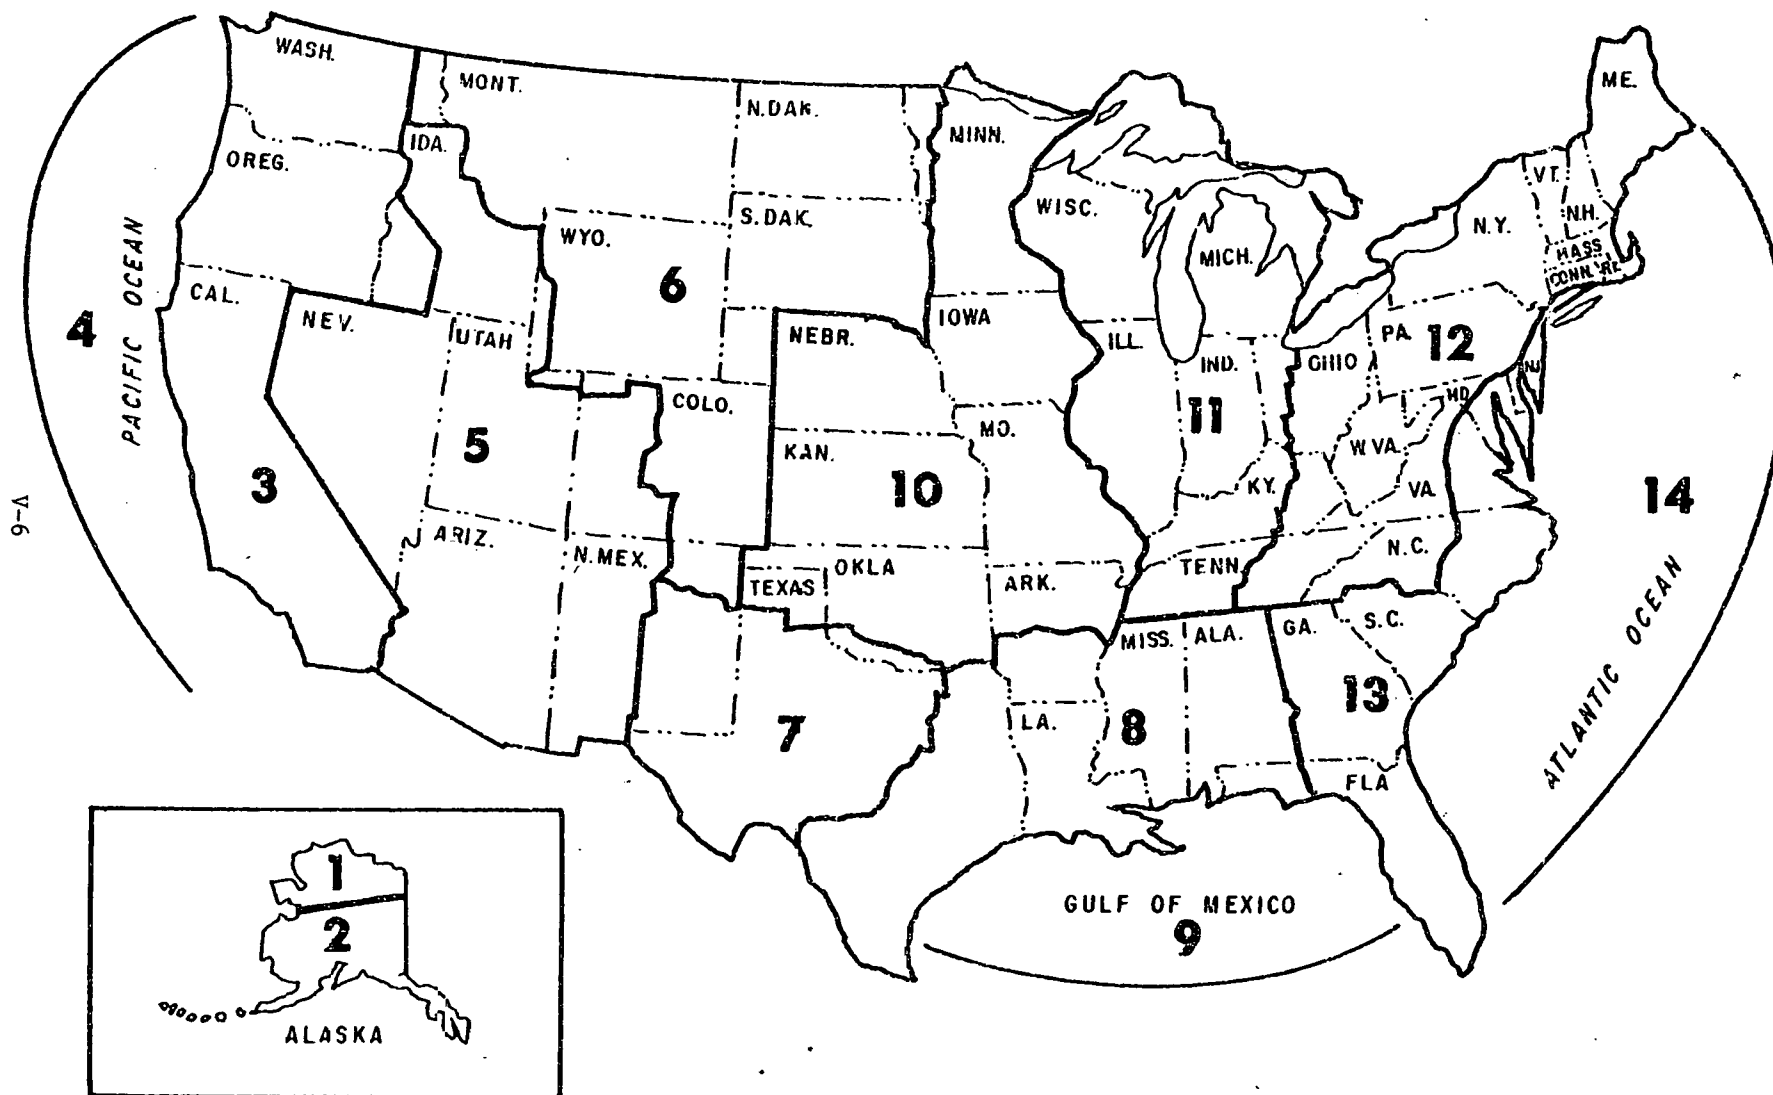 WASH.
MONT.
N.DAK.
MINN.
ME.
IDA.
OREG.
VT.
N.H.
S.DAK.
WISC.
N.Y.
WYO.
MICH.
MASS
CONN.
R.I.
PACIFIC OCEAN
4
CAL.
NEV.
UTAH
6
NEBR.
IOWA
ILL.
IND.
OHIO
PA.
12
N.J.
COLO.
MD.
5
KAN.
MO.
11
W.VA.
3
10
KY.
VA.
14
V-6
ARIZ.
N.MEX.
OKLA
TEXAS
ARK.
TENN.
N.C.
MISS.
ALA.
GA.
S.C.
ATLANTIC OCEAN
7
LA.
8
13
FLA
GULF OF MEXICO
9
1
2
ALASKA